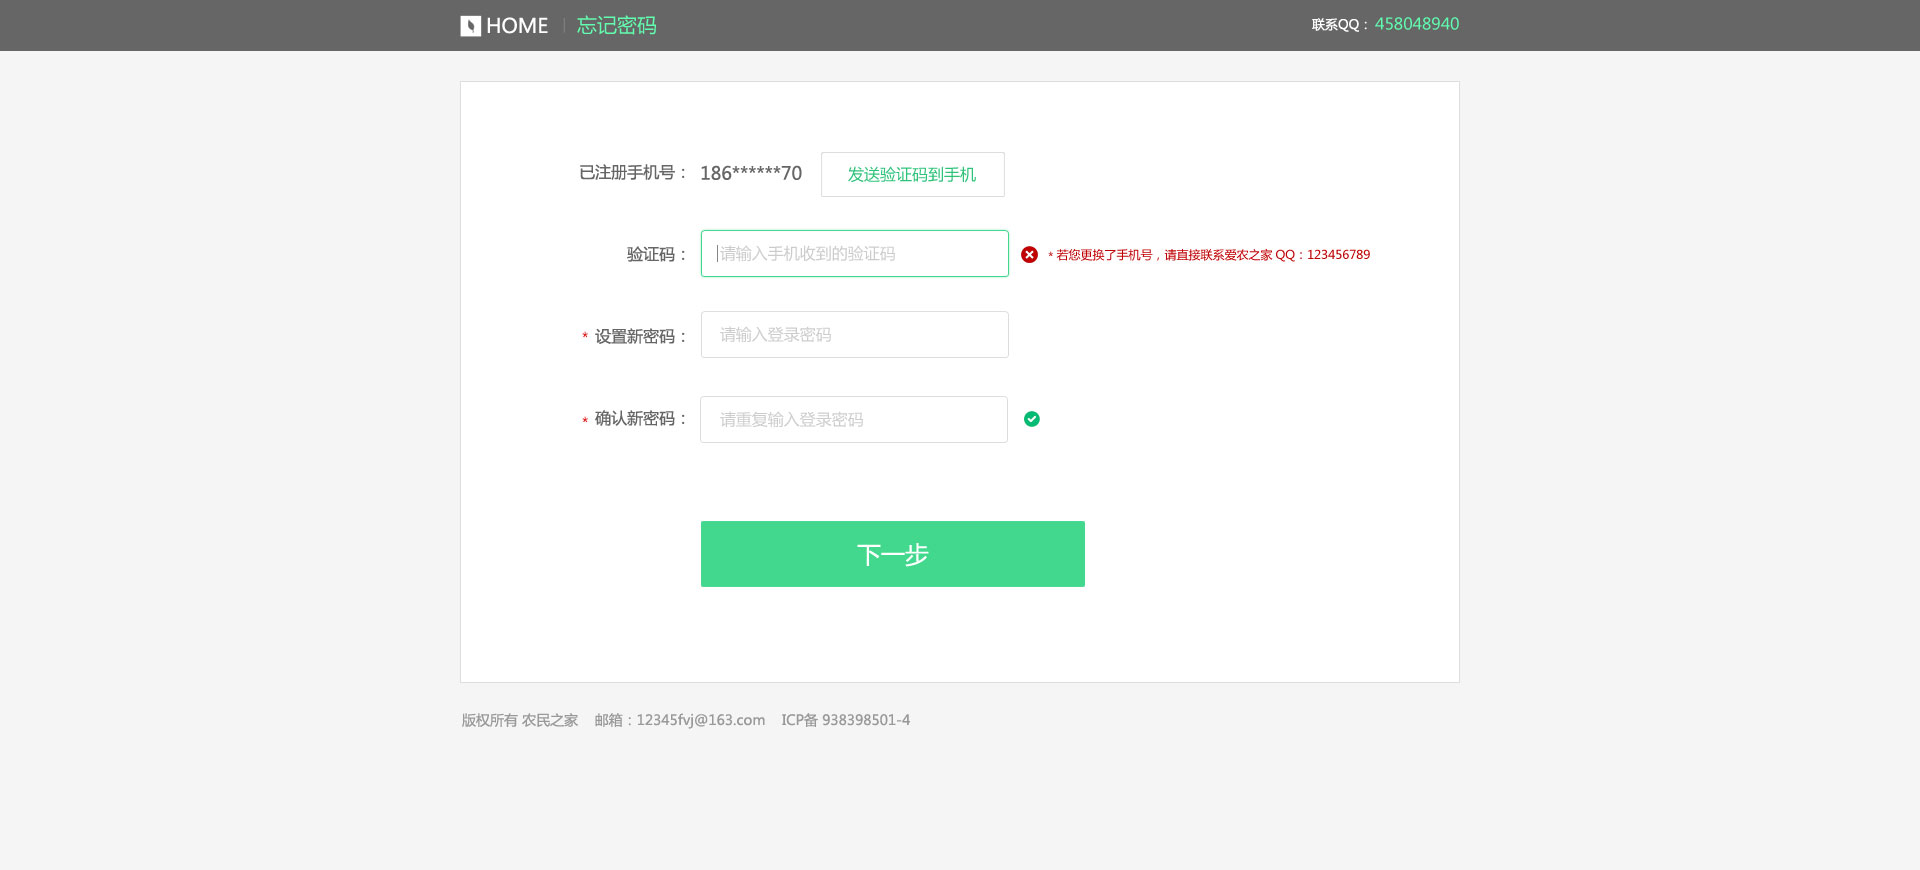 HOME 忘记密码 联系QQ：458048940
已注册手机号： 186******70 发送验证码到手机
验证码： 请输入手机收到的验证码 * 若您更换了手机号，请直接联系爱农之家 QQ：123456789
* 设置新密码： 请输入登录密码
* 确认新密码： 请重复输入登录密码
下一步
版权所有 农民之家 邮箱：12345fvj@163.com ICP备 938398501-4